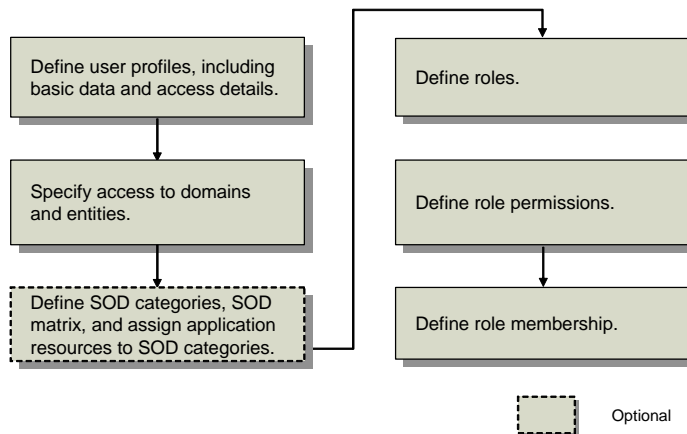 Define user profiles, including
basic data and access details.
Specify access to domains
and entities.
Define SOD categories, SOD
matrix, and assign application
resources to SOD categories.
Define roles.
Define role permissions.
Define role membership.
Optional